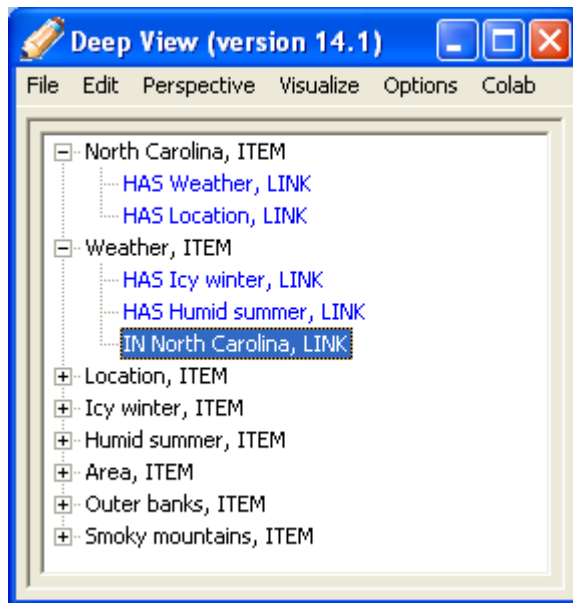 Deep View (version 14.1)
File Edit Perspective Visualize Options Colab
North Carolina, ITEM
HAS Weather, LINK
HAS Location, LINK
Weather, ITEM
HAS Icy winter, LINK
HAS Humid summer, LINK
IN North Carolina, LINK
Location, ITEM
Icy winter, ITEM
Humid summer, ITEM
Area, ITEM
Outer banks, ITEM
Smoky mountains, ITEM